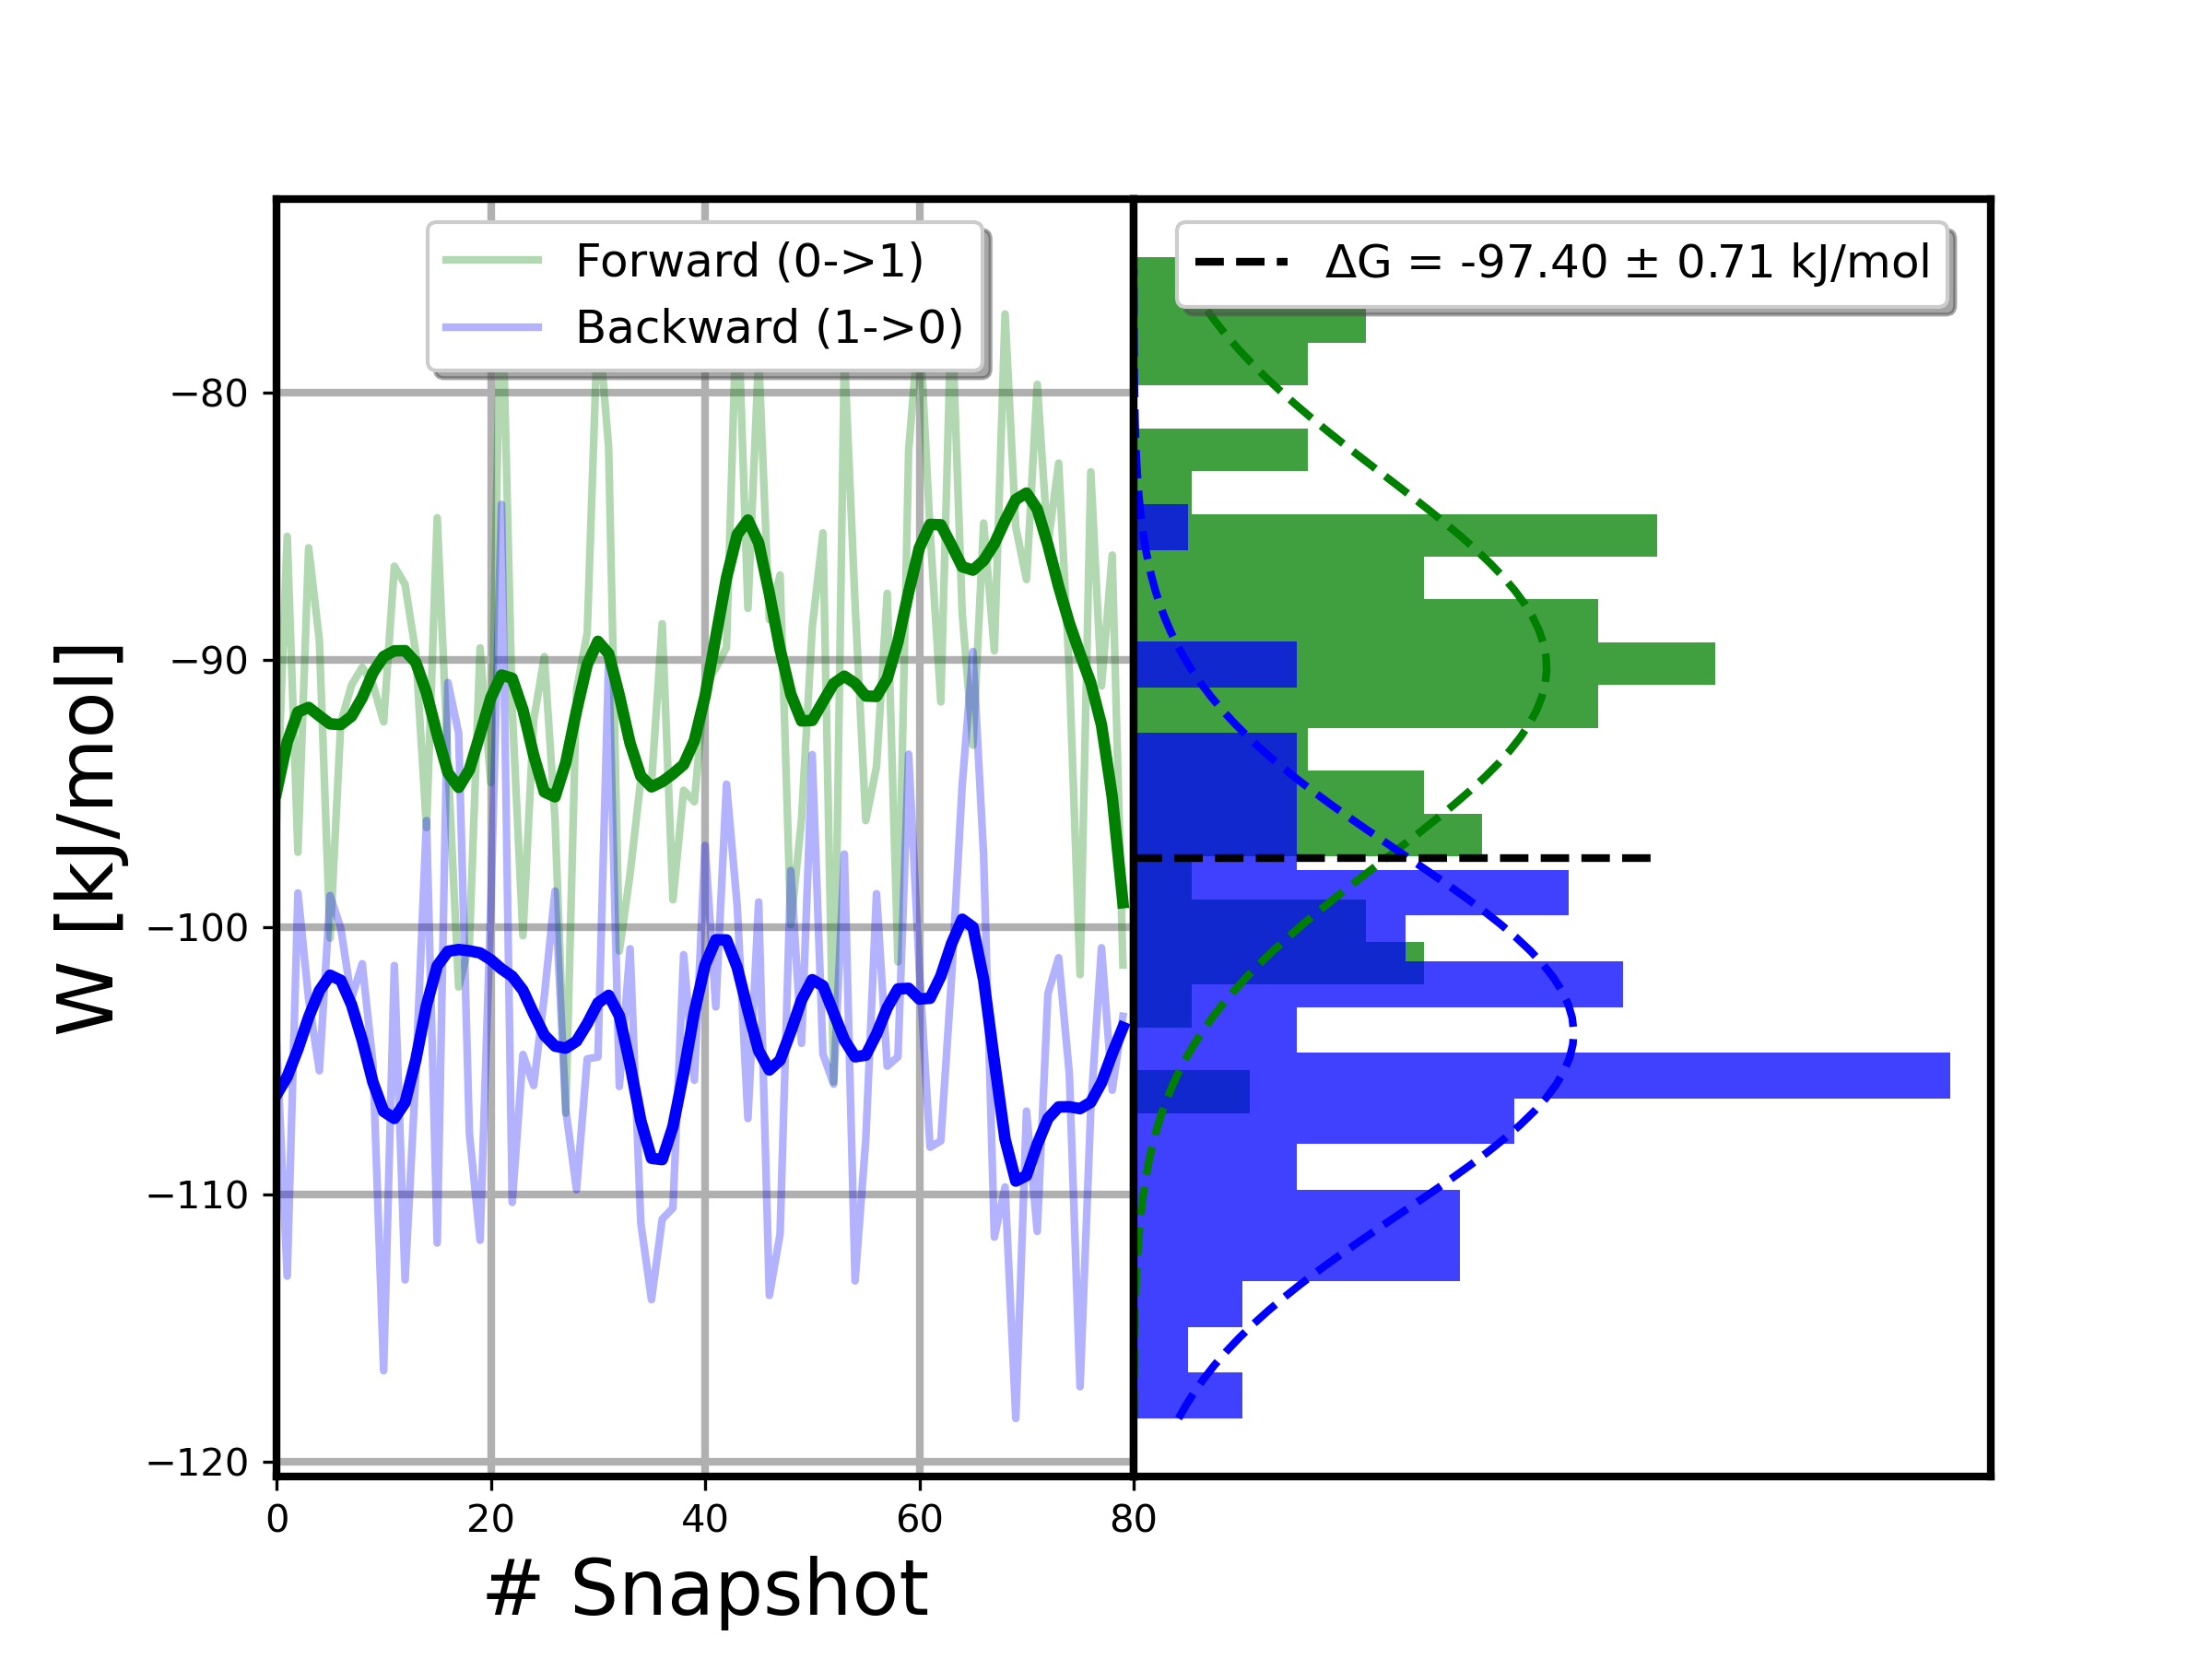 Forward (0->1)
Backward (1->0)
ΔG = -97.40 ± 0.71 kJ/mol
W [kJ/mol]
−80
−90
−100
−110
−120
0 20 40 60 80
# Snapshot